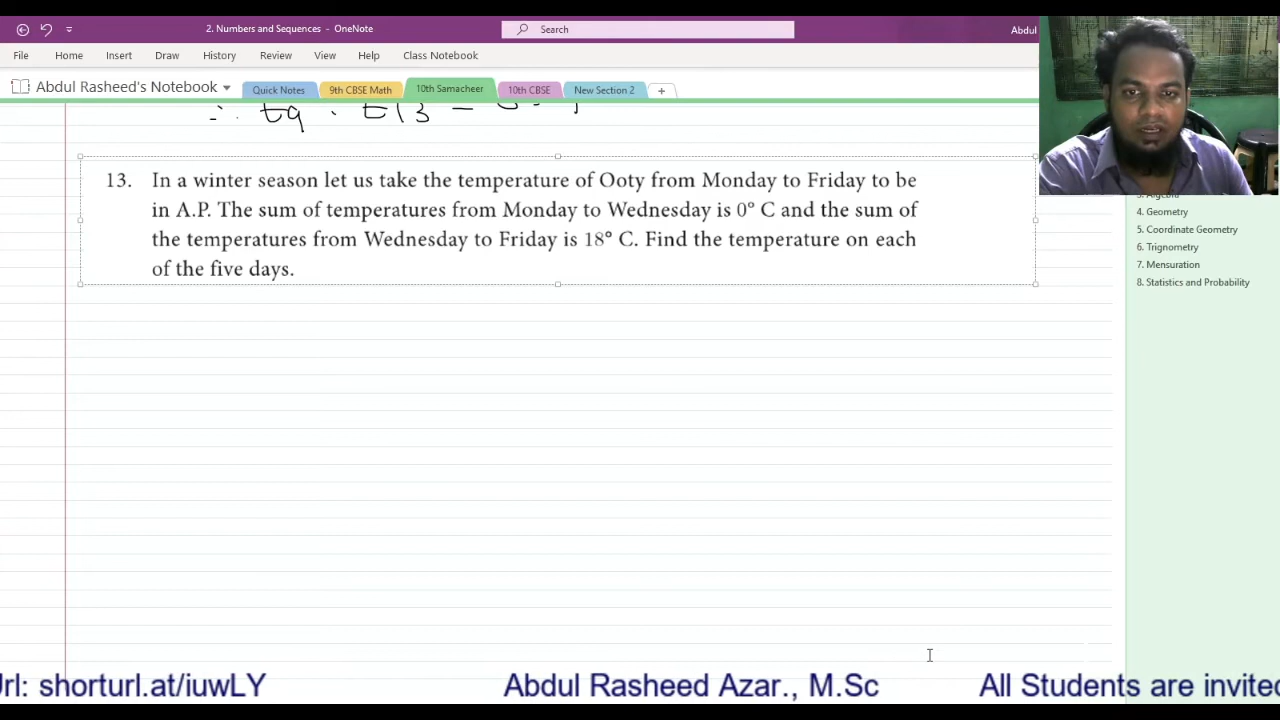 2. Numbers and Sequences - OneNote
Search
Abdul
File Home Insert Draw History Review View Help Class Notebook
Abdul Rasheed's Notebook Quick Notes 9th CBSE Math 10th Samacheer 10th CBSE New Section 2 +
13. In a winter season let us take the temperature of Ooty from Monday to Friday to be
in A.P. The sum of temperatures from Monday to Wednesday is 0° C and the sum of
the temperatures from Wednesday to Friday is 18° C. Find the temperature on each
of the five days.
3. Algebra
4. Geometry
5. Coordinate Geometry
6. Trignometry
7. Mensuration
8. Statistics and Probability
Url: shorturl.at/iuwLY Abdul Rasheed Azar., M.Sc All Students are invited